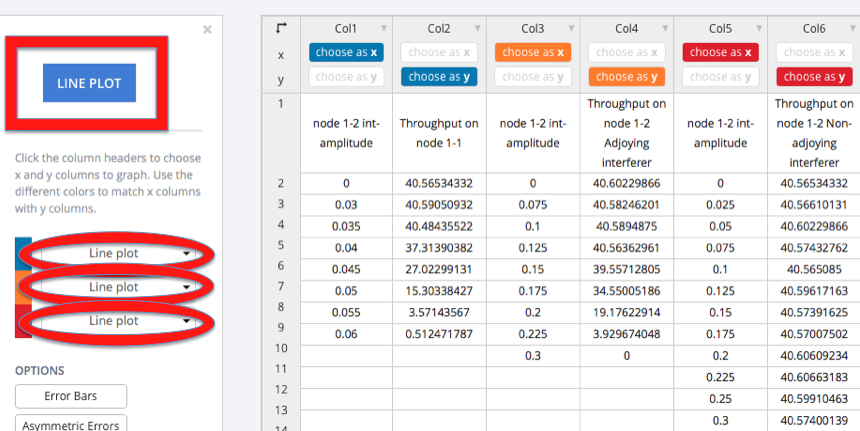 ×
LINE PLOT
Click the column headers to choose
x and y columns to graph. Use the
different colors to match x columns
with y columns.
Line plot
Line plot
Line plot
OPTIONS
Error Bars
Asymmetric Errors
Col1 Col2 Col3 Col4 Col5 Col6
x choose as x choose as x choose as x choose as x choose as x choose as x
y choose as y choose as y choose as y choose as y choose as y choose as y
1 node 1-2 int-amplitude Throughput on node 1-1 node 1-2 int-amplitude Throughput on node 1-2 Adjoying interferer node 1-2 int-amplitude Throughput on node 1-2 Non-adjoying interferer
2 0 40.56534332 0 40.60229866 0 40.56534332
3 0.03 40.59050932 0.075 40.58246201 0.025 40.56610131
4 0.035 40.48435522 0.1 40.5894875 0.05 40.60229866
5 0.04 37.31390382 0.125 40.56362961 0.075 40.57432762
6 0.045 27.02299131 0.15 39.55712805 0.1 40.565085
7 0.05 15.30338427 0.175 34.55005186 0.125 40.59617163
8 0.055 3.57143567 0.2 19.17622914 0.15 40.57391625
9 0.06 0.512471787 0.225 3.929674048 0.175 40.57007502
10 0.3 0 0.2 40.60609234
11 0.225 40.60663183
12 0.25 40.59910463
13 0.3 40.57400139
14